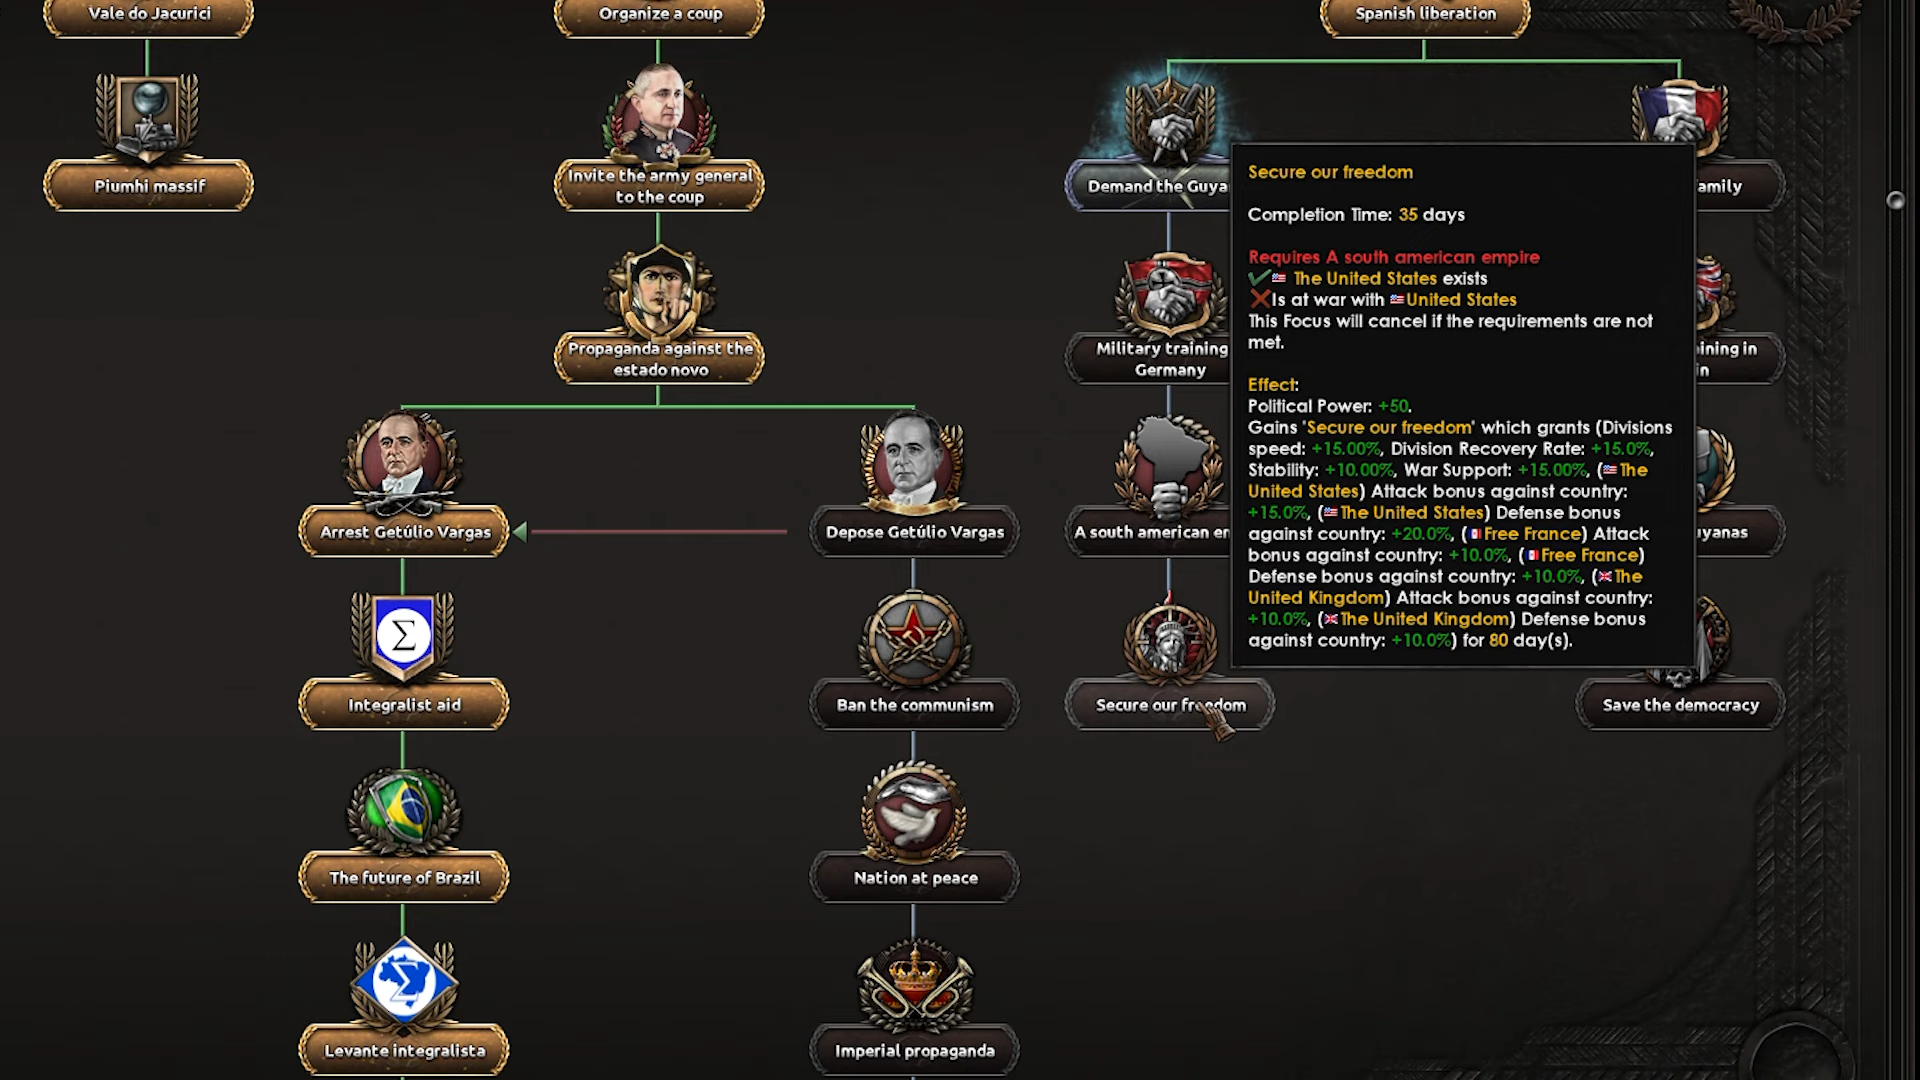 Vale do Jacurici
Organize a coup
Spanish liberation
Piumhi massif
Invite the army general
to the coup
Demand the Guya
amily
Propaganda against the
estado novo
Military training
Germany
ining in
in
Arrest Getúlio Vargas
Depose Getúlio Vargas
A south american en
yanas
Σ
Integralist aid
Ban the communism
Secure our freedom
Save the democracy
The future of Brazil
Nation at peace
Σ
Levante integralista
Imperial propaganda
Secure our freedom
Completion Time: 35 days
Requires A south american empire
The United States exists
Is at war with United States
This Focus will cancel if the requirements are not
met.
Effect:
Political Power: +50.
Gains 'Secure our freedom' which grants (Divisions
speed: +15.00%, Division Recovery Rate: +15.0%,
Stability: +10.00%, War Support: +15.00%, (The
United States) Attack bonus against country:
+15.0%, (The United States) Defense bonus
against country: +20.0%, (Free France) Attack
bonus against country: +10.0%, (Free France)
Defense bonus against country: +10.0%, (The
United Kingdom) Attack bonus against country:
+10.0%, (The United Kingdom) Defense bonus
against country: +10.0%) for 80 day(s).